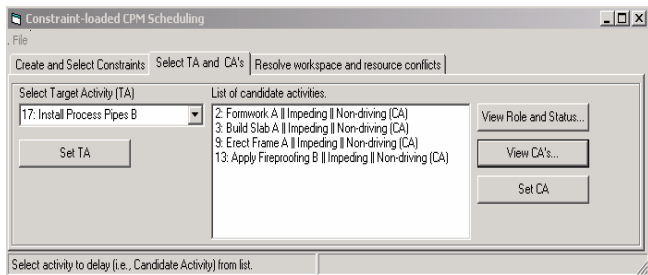 Constraint-loaded CPM Scheduling
File
Create and Select Constraints Select TA and CA's Resolve workspace and resource conflicts
Select Target Activity (TA)
17: Install Process Pipes B
Set TA
List of candidate activities.
2: Formwork A || Impeding || Non-driving (CA)
3: Build Slab A || Impeding || Non-driving (CA)
9: Erect Frame A || Impeding || Non-driving (CA)
13: Apply Fireproofing B || Impeding || Non-driving (CA)
View Role and Status...
View CA's...
Set CA
Select activity to delay (i.e., Candidate Activity) from list.